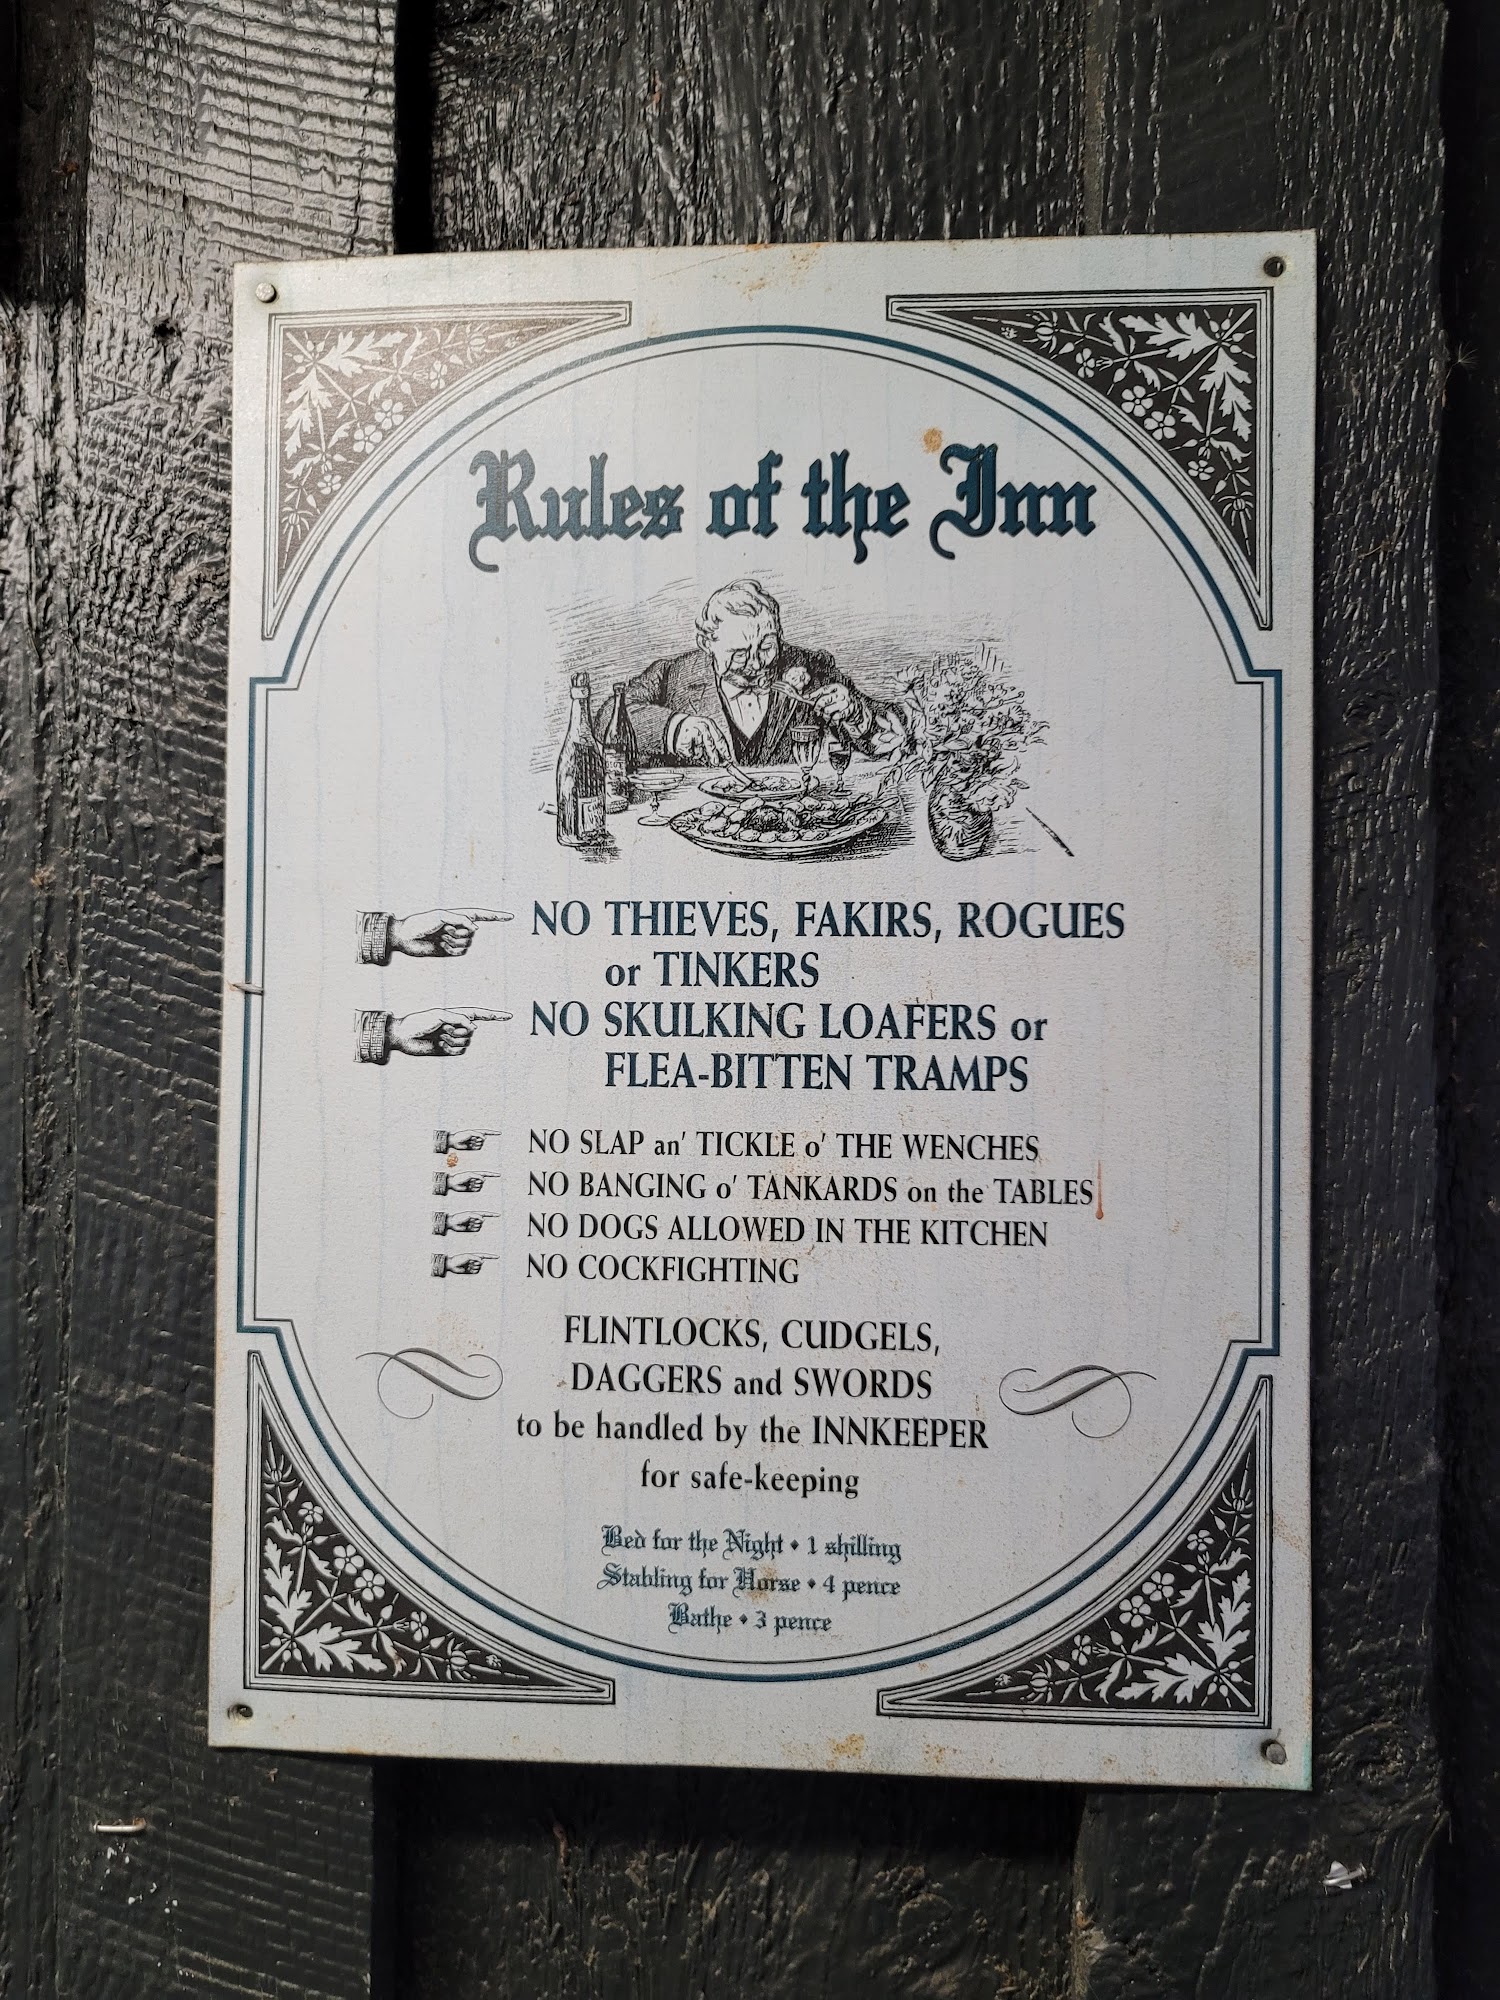 Rules of the Inn
NO THIEVES, FAKIRS, ROGUES
or TINKERS
NO SKULKING LOAFERS or
FLEA-BITTEN TRAMPS
NO SLAP an' TICKLE o' THE WENCHES
NO BANGING o' TANKARDS on the TABLES
NO DOGS ALLOWED IN THE KITCHEN
NO COCKFIGHTING
FLINTLOCKS, CUDGELS,
DAGGERS and SWORDS
to be handled by the INNKEEPER
for safe-keeping
Bed for the Night • 1 shilling
Stabling for Horse • 4 pence
Bathe • 3 pence